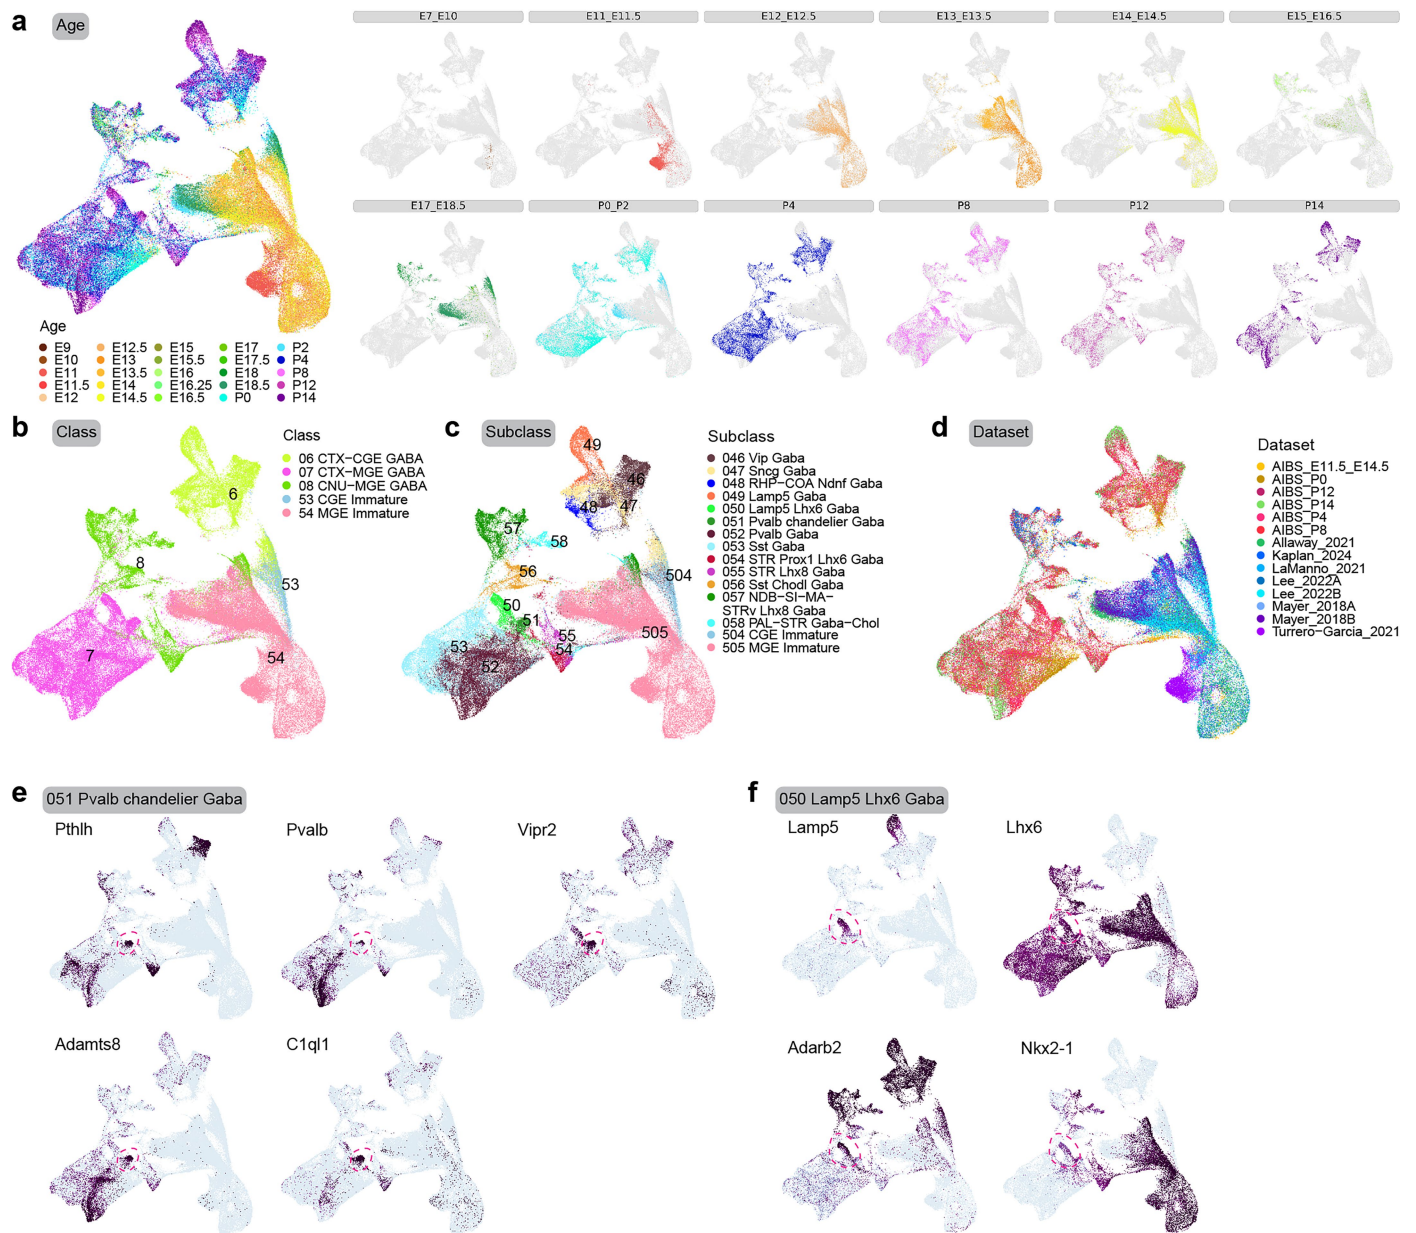 a
Age
E7_E10
E11_E11.5
E12_E12.5
E13_E13.5
E14_E14.5
E15_E16.5
E17_E18.5
P0_P2
P4
P8
P12
P14
Age
E9
E10
E11
E11.5
E12
E12.5
E13
E13.5
E14
E14.5
E15
E15.5
E16
E16.25
E16.5
E17
E17.5
E18
E18.5
P0
P2
P4
P8
P12
P14
b
Class
6
8
53
7
54
Class
06 CTX−CGE GABA
07 CTX−MGE GABA
08 CNU−MGE GABA
53 CGE Immature
54 MGE Immature
c
Subclass
49
46
48
47
57
58
56
504
50
51
55
505
53
54
52
Subclass
046 Vip Gaba
047 Sncg Gaba
048 RHP−COA Ndnf Gaba
049 Lamp5 Gaba
050 Lamp5 Lhx6 Gaba
051 Pvalb chandelier Gaba
052 Pvalb Gaba
053 Sst Gaba
054 STR Prox1 Lhx6 Gaba
055 STR Lhx8 Gaba
056 Sst Chodl Gaba
057 NDB−SI−MA−
STRv Lhx8 Gaba
058 PAL−STR Gaba−Chol
504 CGE Immature
505 MGE Immature
d
Dataset
Dataset
AIBS_E11.5_E14.5
AIBS_P0
AIBS_P12
AIBS_P14
AIBS_P4
AIBS_P8
Allaway_2021
Kaplan_2024
LaManno_2021
Lee_2022A
Lee_2022B
Mayer_2018A
Mayer_2018B
Turrero−Garcia_2021
e
051 Pvalb chandelier Gaba
Pthlh
Pvalb
Vipr2
Adamts8
C1ql1
f
050 Lamp5 Lhx6 Gaba
Lamp5
Lhx6
Adarb2
Nkx2-1